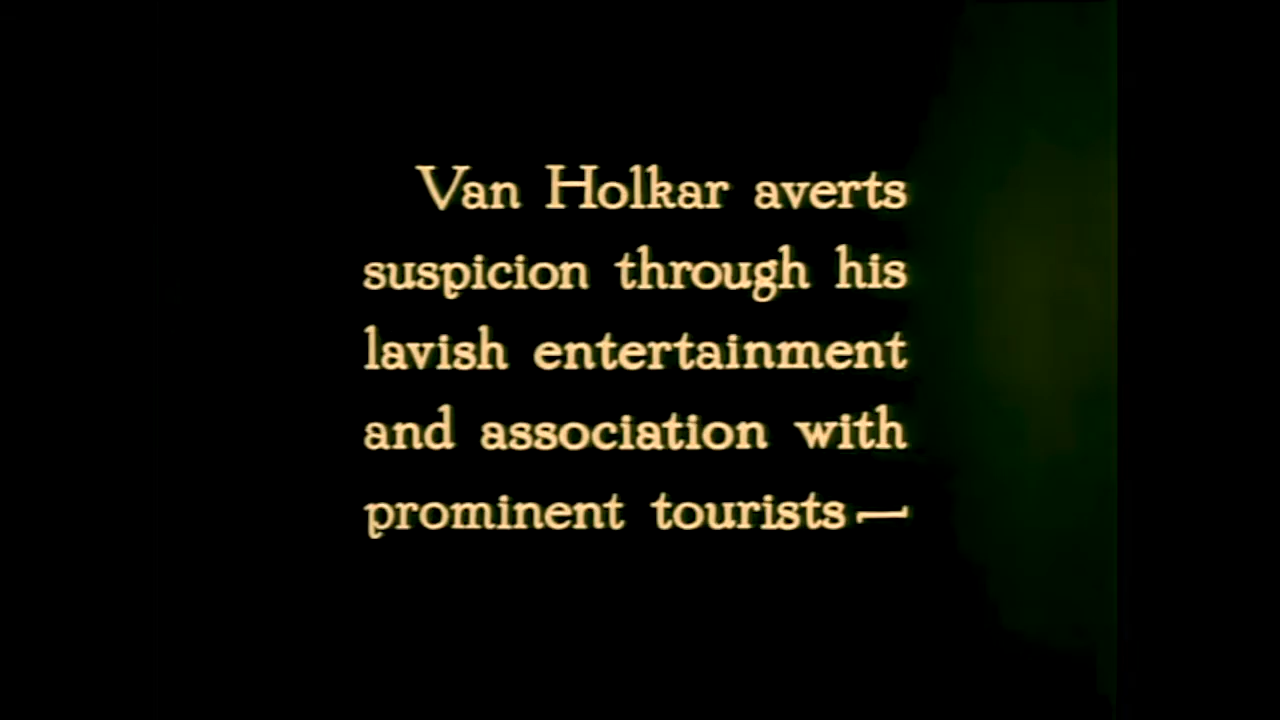 Van Holkar averts
suspicion through his
lavish entertainment
and association with
prominent tourists—